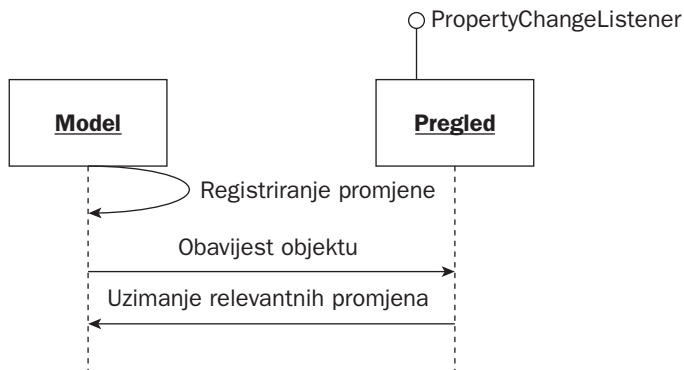 PropertyChangeListener
Model
Pregled
Registriranje promjene
Obavijest objektu
Uzimanje relevantnih promjena